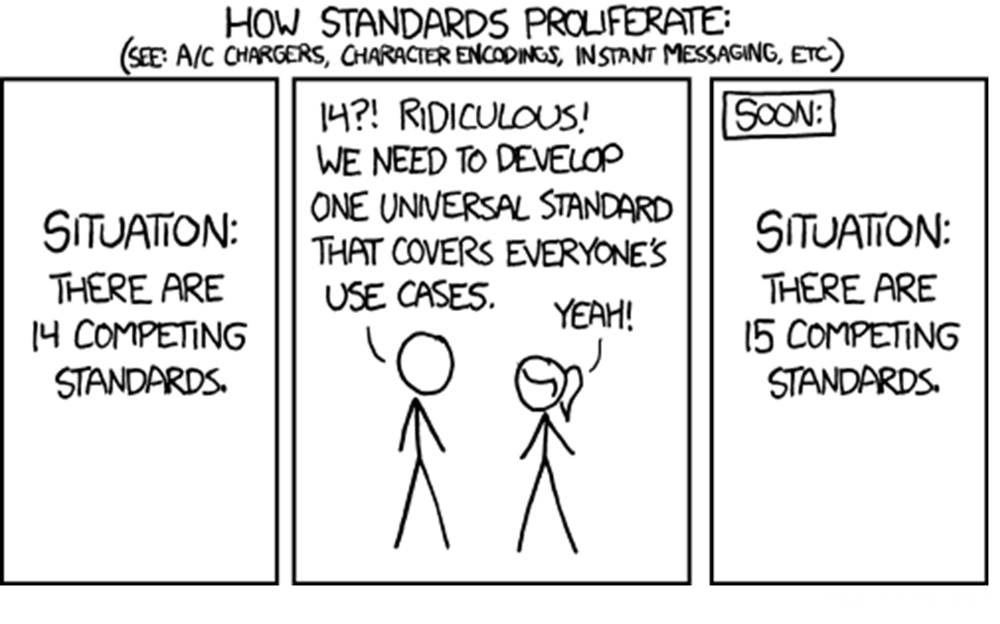 HOW STANDARDS PROLIFERATE:
(SEE: A/C CHARGERS, CHARACTER ENCODINGS, INSTANT MESSAGING, ETC.)
SITUATION:
THERE ARE
14 COMPETING
STANDARDS.
14?! RIDICULOUS!
WE NEED TO DEVELOP
ONE UNIVERSAL STANDARD
THAT COVERS EVERYONE'S
USE CASES.
YEAH!
SOON:
SITUATION:
THERE ARE
15 COMPETING
STANDARDS.